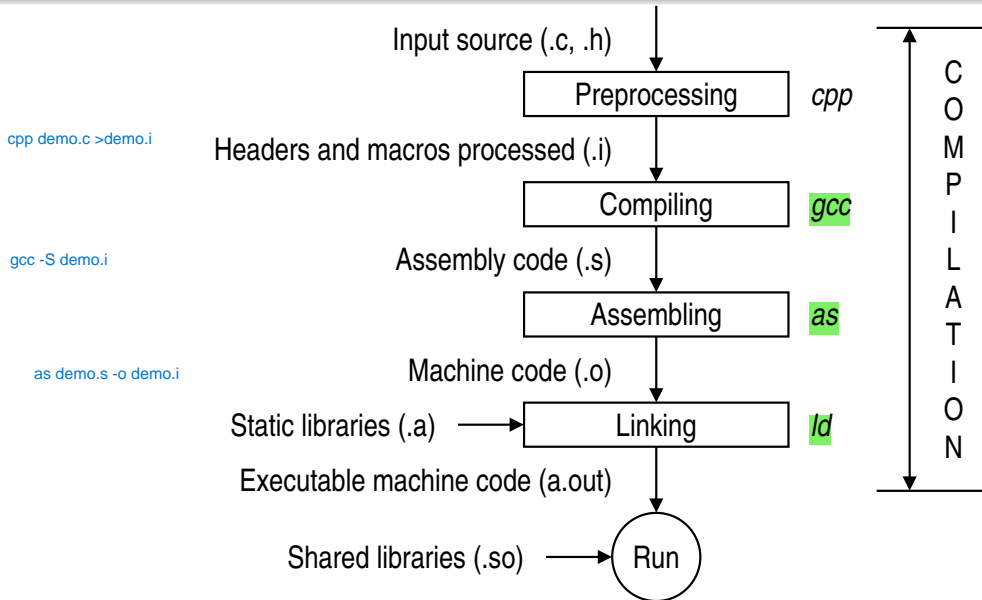 Input source (.c, .h)
Preprocessing cpp
cpp demo.c >demo.i
Headers and macros processed (.i)
Compiling gcc
gcc -S demo.i
Assembly code (.s)
Assembling as
as demo.s -o demo.i
Machine code (.o)
Static libraries (.a)
Linking ld
Executable machine code (a.out)
Shared libraries (.so)
Run
C
O
M
P
I
L
A
T
I
O
N